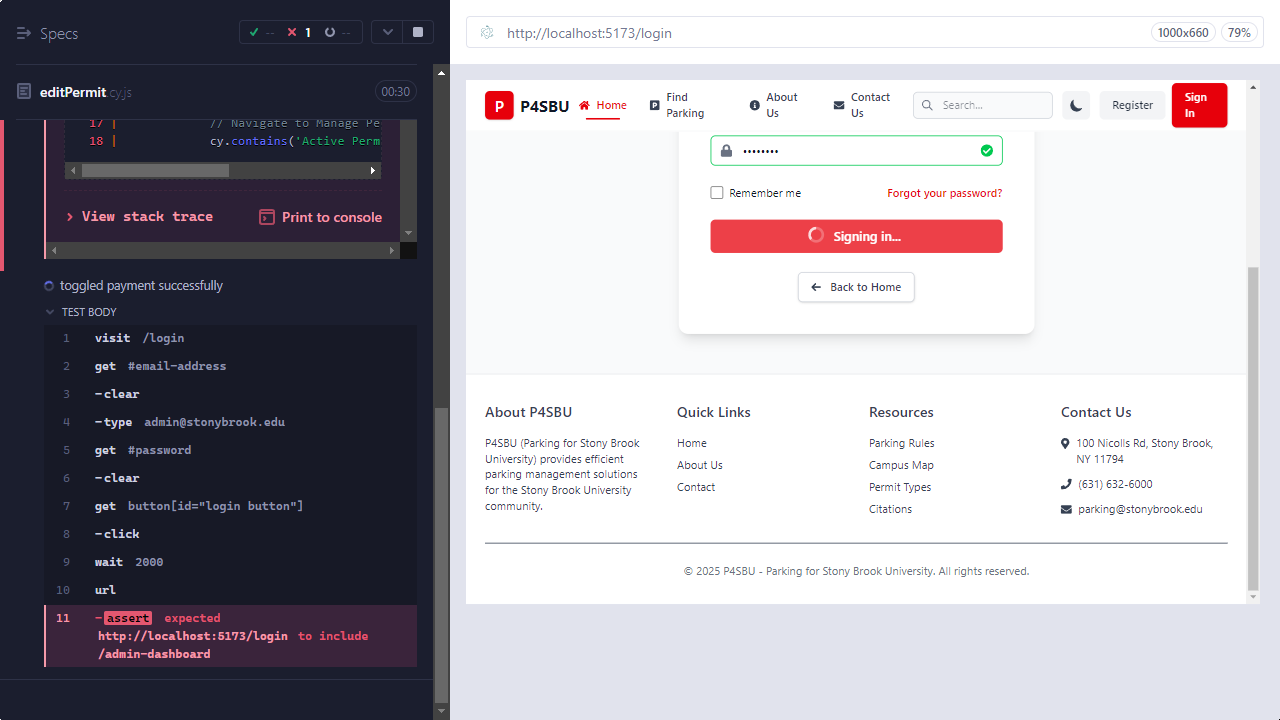 Specs
-- 1 --
editPermit.cy.js 00:30
17 | // Navigate to Manage Pe
18 | cy.contains('Active Perm
View stack trace
Print to console
toggled payment successfully
TEST BODY
1 visit /login
2 get #email-address
3 -clear
4 -type admin@stonybrook.edu
5 get #password
6 -clear
7 get button[id="login button"]
8 -click
9 wait 2000
10 url
11 -assert expected
http://localhost:5173/login to include
/admin-dashboard
http://localhost:5173/login
1000x660 79%
P P4SBU
Home
Find
Parking
About
Us
Contact
Us
Search...
Register
Sign
In
••••••••
Remember me
Forgot your password?
Signing in...
Back to Home
About P4SBU
P4SBU (Parking for Stony Brook
University) provides efficient
parking management solutions
for the Stony Brook University
community.
Quick Links
Home
About Us
Contact
Resources
Parking Rules
Campus Map
Permit Types
Citations
Contact Us
100 Nicolls Rd, Stony Brook,
NY 11794
(631) 632-6000
parking@stonybrook.edu
© 2025 P4SBU - Parking for Stony Brook University. All rights reserved.